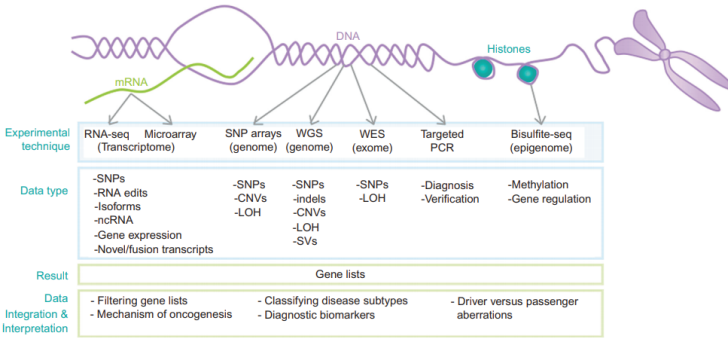 DNA
Histones
mRNA
Experimental technique
RNA-seq Microarray
(Transcriptome)
SNP arrays
(genome)
WGS
(genome)
WES
(exome)
Targeted
PCR
Bisulfite-seq
(epigenome)
Data type
-SNPs
-RNA edits
-Isoforms
-ncRNA
-Gene expression
-Novel/fusion transcripts
-SNPs
-CNVs
-LOH
-SNPs
-indels
-CNVs
-LOH
-SVs
-SNPs
-LOH
-Diagnosis
-Verification
-Methylation
-Gene regulation
Result
Gene lists
Data
Integration &
Interpretation
- Filtering gene lists
- Mechanism of oncogenesis
- Classifying disease subtypes
- Diagnostic biomarkers
- Driver versus passenger
aberrations